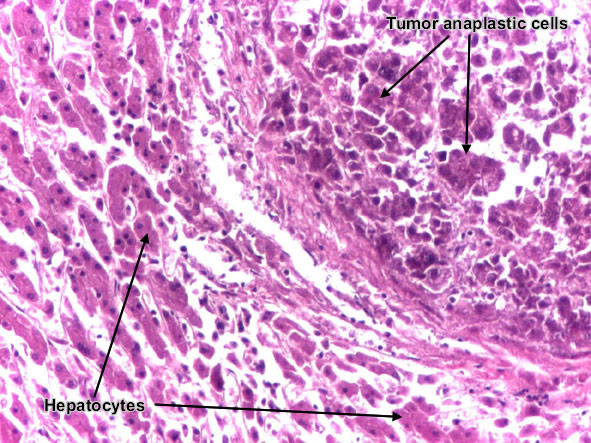 Tumor anaplastic cells
Hepatocytes